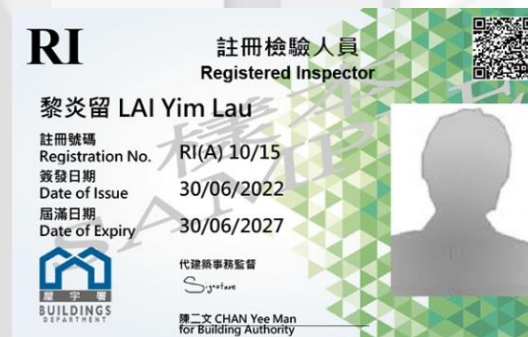 RI
註冊檢驗人員
Registered Inspector
黎炎留 LAI Yim Lau
註冊號碼
Registration No. RI(A) 10/15
簽發日期
Date of Issue 30/06/2022
屆滿日期
Date of Expiry 30/06/2027
樣本
SAMPLE
代建築事務監督
Signature
屋宇署
BUILDINGS
DEPARTMENT
陳二文 CHAN Yee Man
for Building Authority